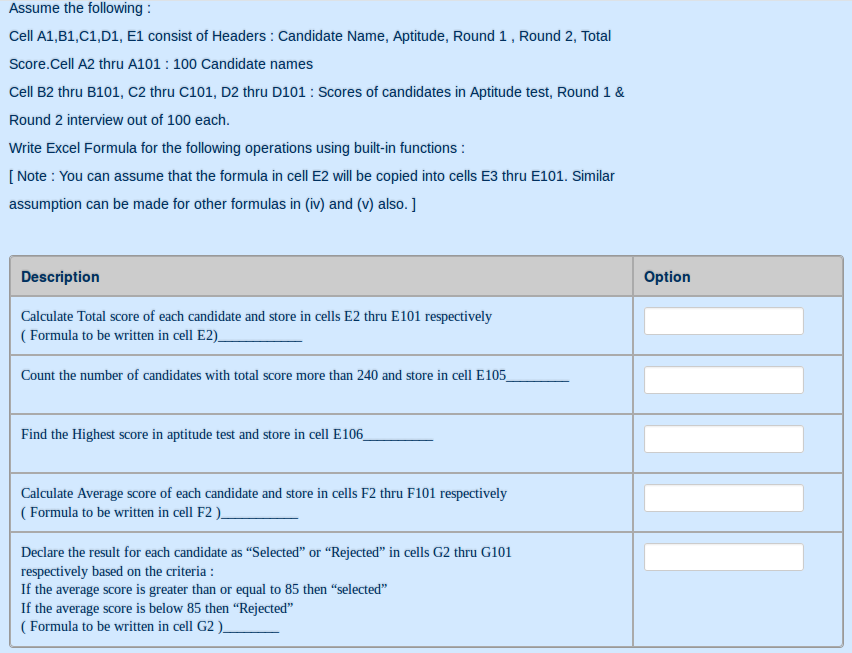 Assume the following :
Cell A1,B1,C1,D1, E1 consist of Headers : Candidate Name, Aptitude, Round 1 , Round 2, Total
Score.Cell A2 thru A101 : 100 Candidate names
Cell B2 thru B101, C2 thru C101, D2 thru D101 : Scores of candidates in Aptitude test, Round 1 &
Round 2 interview out of 100 each.
Write Excel Formula for the following operations using built-in functions :
[ Note : You can assume that the formula in cell E2 will be copied into cells E3 thru E101. Similar
assumption can be made for other formulas in (iv) and (v) also. ]
Description Option
Calculate Total score of each candidate and store in cells E2 thru E101 respectively
( Formula to be written in cell E2)____________
Count the number of candidates with total score more than 240 and store in cell E105_________
Find the Highest score in aptitude test and store in cell E106__________
Calculate Average score of each candidate and store in cells F2 thru F101 respectively
( Formula to be written in cell F2 )___________
Declare the result for each candidate as “Selected” or “Rejected” in cells G2 thru G101
respectively based on the criteria :
If the average score is greater than or equal to 85 then “selected”
If the average score is below 85 then “Rejected”
( Formula to be written in cell G2 )________